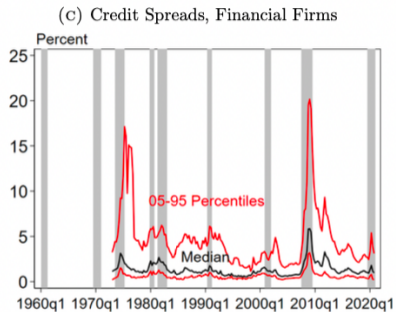 (c) Credit Spreads, Financial Firms
Percent
25
20
15
10
5
0
05-95 Percentiles
Median
1960q1 1970q1 1980q1 1990q1 2000q1 2010q1 2020q1